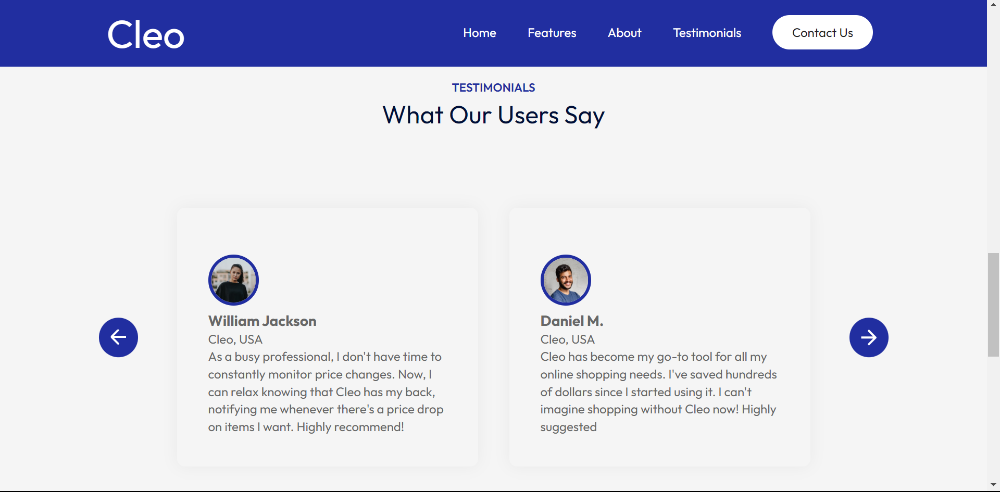 Cleo
Home Features About Testimonials Contact Us
TESTIMONIALS
What Our Users Say
William Jackson
Cleo, USA
As a busy professional, I don't have time to
constantly monitor price changes. Now, I
can relax knowing that Cleo has my back,
notifying me whenever there's a price drop
on items I want. Highly recommend!
Daniel M.
Cleo, USA
Cleo has become my go-to tool for all my
online shopping needs. I've saved hundreds
of dollars since I started using it. I can't
imagine shopping without Cleo now! Highly
suggested